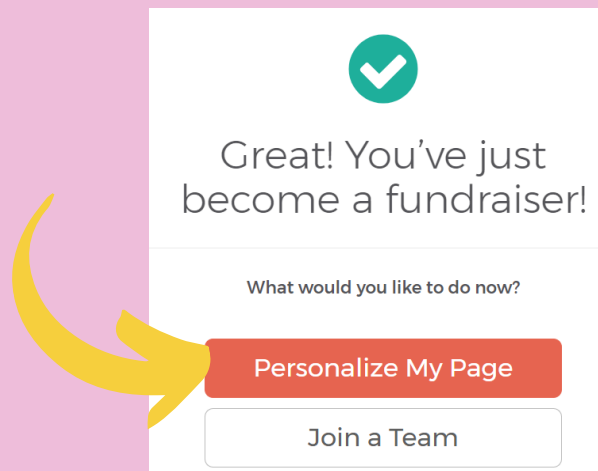 Great! You’ve just
become a fundraiser!
What would you like to do now?
Personalize My Page
Join a Team